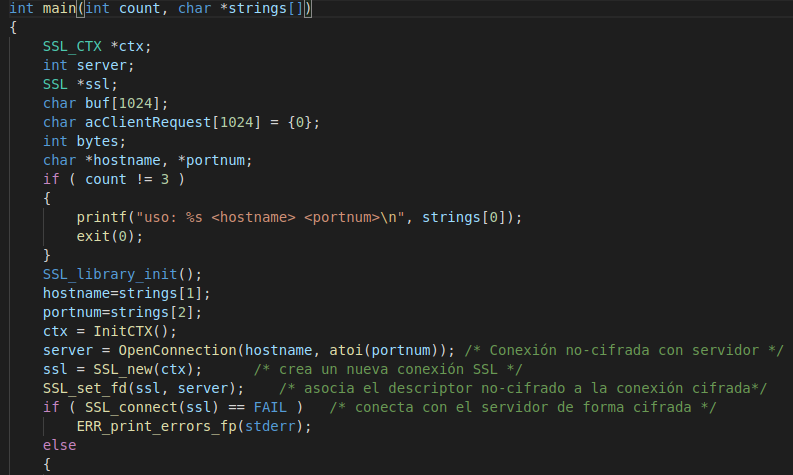 int main(int count, char *strings[])
{
    SSL_CTX *ctx;
    int server;
    SSL *ssl;
    char buf[1024];
    char acClientRequest[1024] = {0};
    int bytes;
    char *hostname, *portnum;
    if ( count != 3 )
    {
        printf("uso: %s <hostname> <portnum>\n", strings[0]);
        exit(0);
    }
    SSL_library_init();
    hostname=strings[1];
    portnum=strings[2];
    ctx = InitCTX();
    server = OpenConnection(hostname, atoi(portnum)); /* Conexión no-cifrada con servidor */
    ssl = SSL_new(ctx);      /* crea un nueva conexión SSL */
    SSL_set_fd(ssl, server);    /* asocia el descriptor no-cifrado a la conexión cifrada*/
    if ( SSL_connect(ssl) == FAIL )   /* conecta con el servidor de forma cifrada */
        ERR_print_errors_fp(stderr);
    else
    {